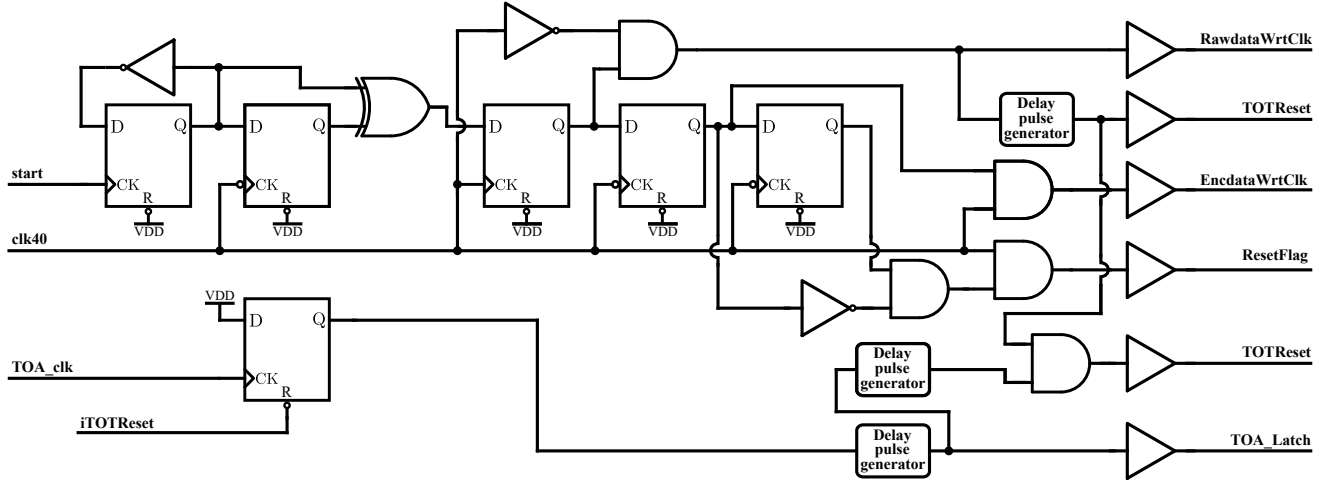 RawdataWrtClk
Delay
pulse
generator
TOTReset
D Q
D Q
D Q
D Q
D Q
start
CK
CK
CK
CK
CK
EncdataWrtClk
R
R
R
R
R
VDD
VDD
VDD
VDD
VDD
clk40
ResetFlag
VDD
D Q
TOA_clk
CK
R
iTOTReset
Delay
pulse
generator
TOTReset
Delay
pulse
generator
TOA_Latch